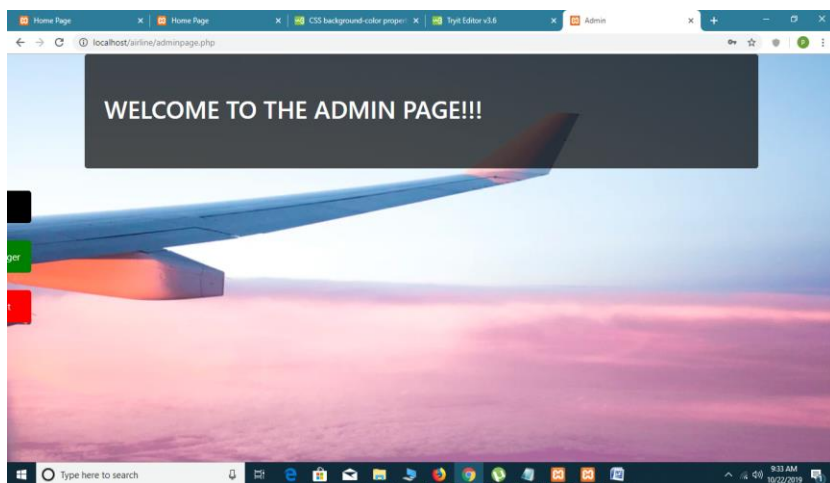 Home Page
Home Page
CSS background-color propert
Tryit Editor v3.6
Admin
localhost/airline/adminpage.php
P
WELCOME TO THE ADMIN PAGE!!!
ger
t
Type here to search
9:33 AM
10/22/2019